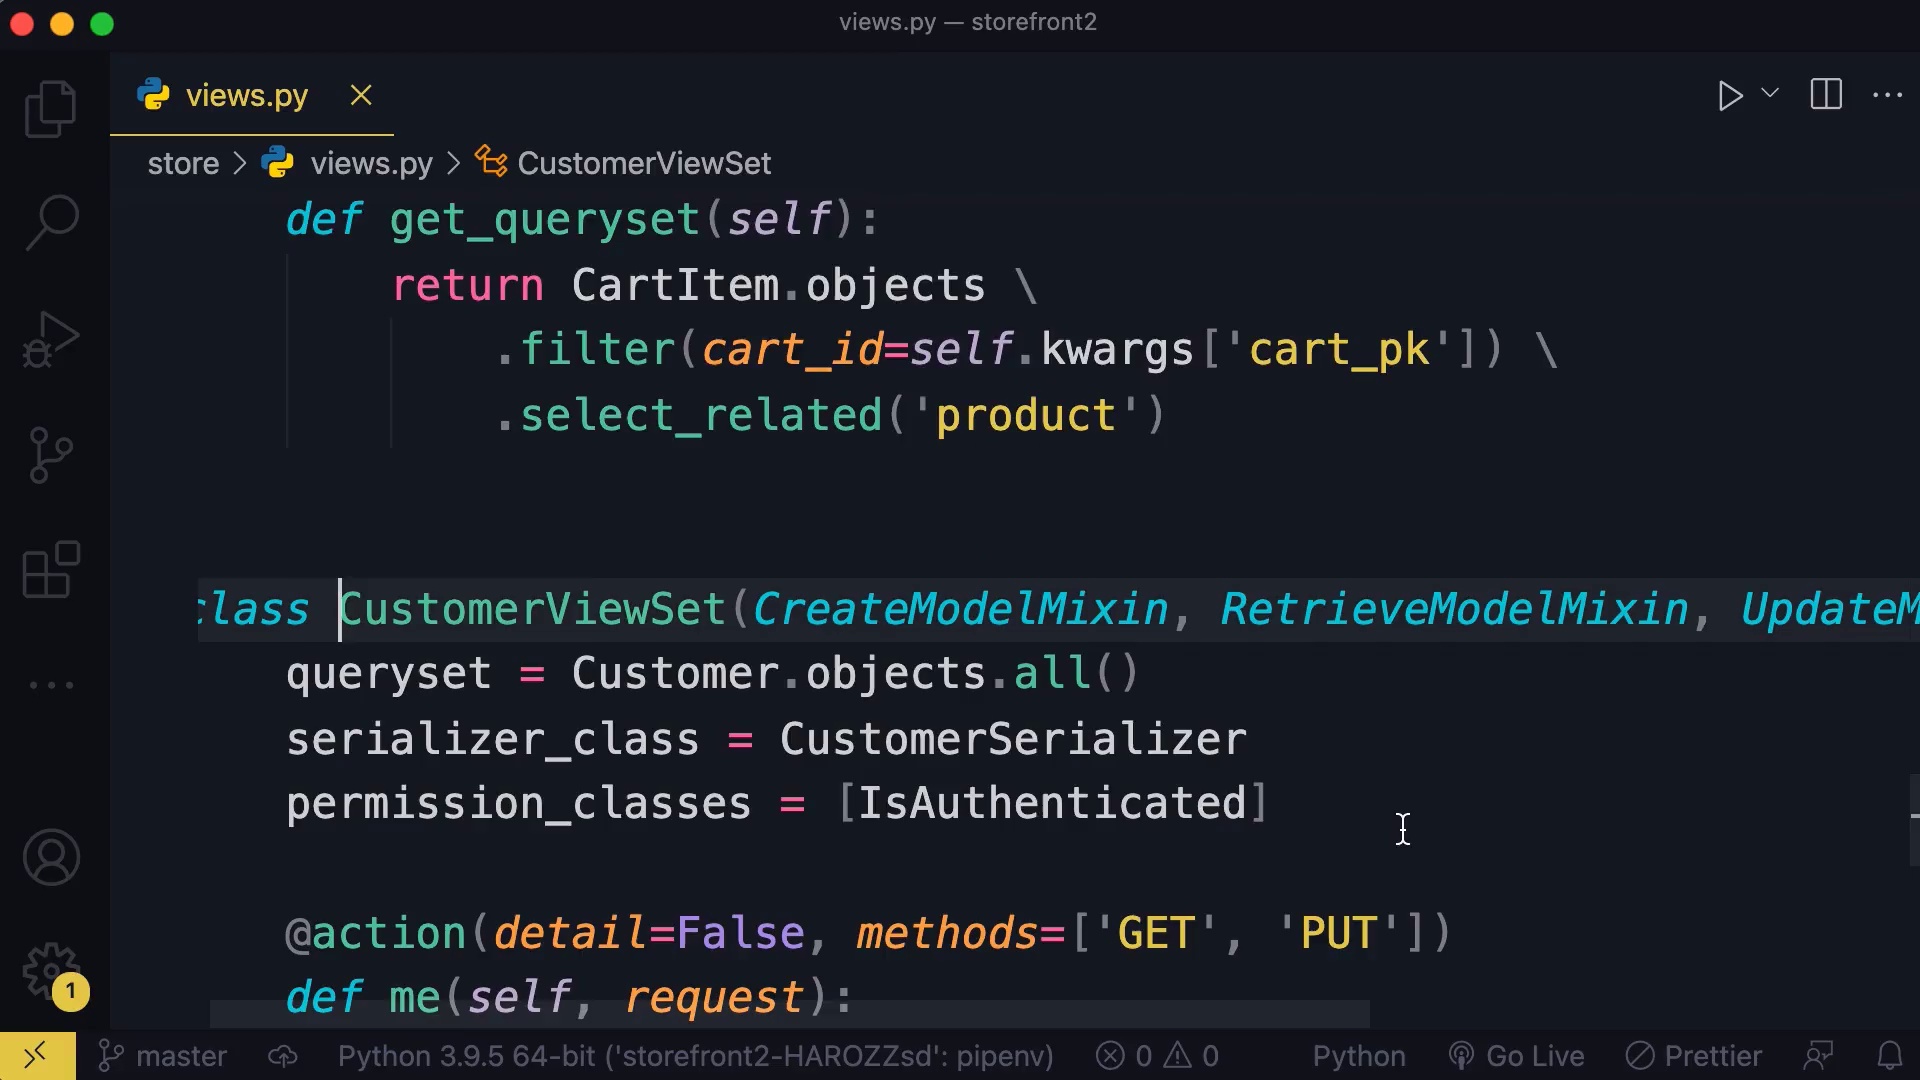 views.py — storefront2
views.py
store > views.py > CustomerViewSet
def get_queryset(self):
return CartItem.objects \
.filter(cart_id=self.kwargs['cart_pk']) \
.select_related('product')
class CustomerViewSet(CreateModelMixin, RetrieveModelMixin, UpdateM
queryset = Customer.objects.all()
serializer_class = CustomerSerializer
permission_classes = [IsAuthenticated]
@action(detail=False, methods=['GET', 'PUT'])
def me(self, request):
1
master Python 3.9.5 64-bit ('storefront2-HAROZZsd': pipenv) 0 0 Python Go Live Prettier